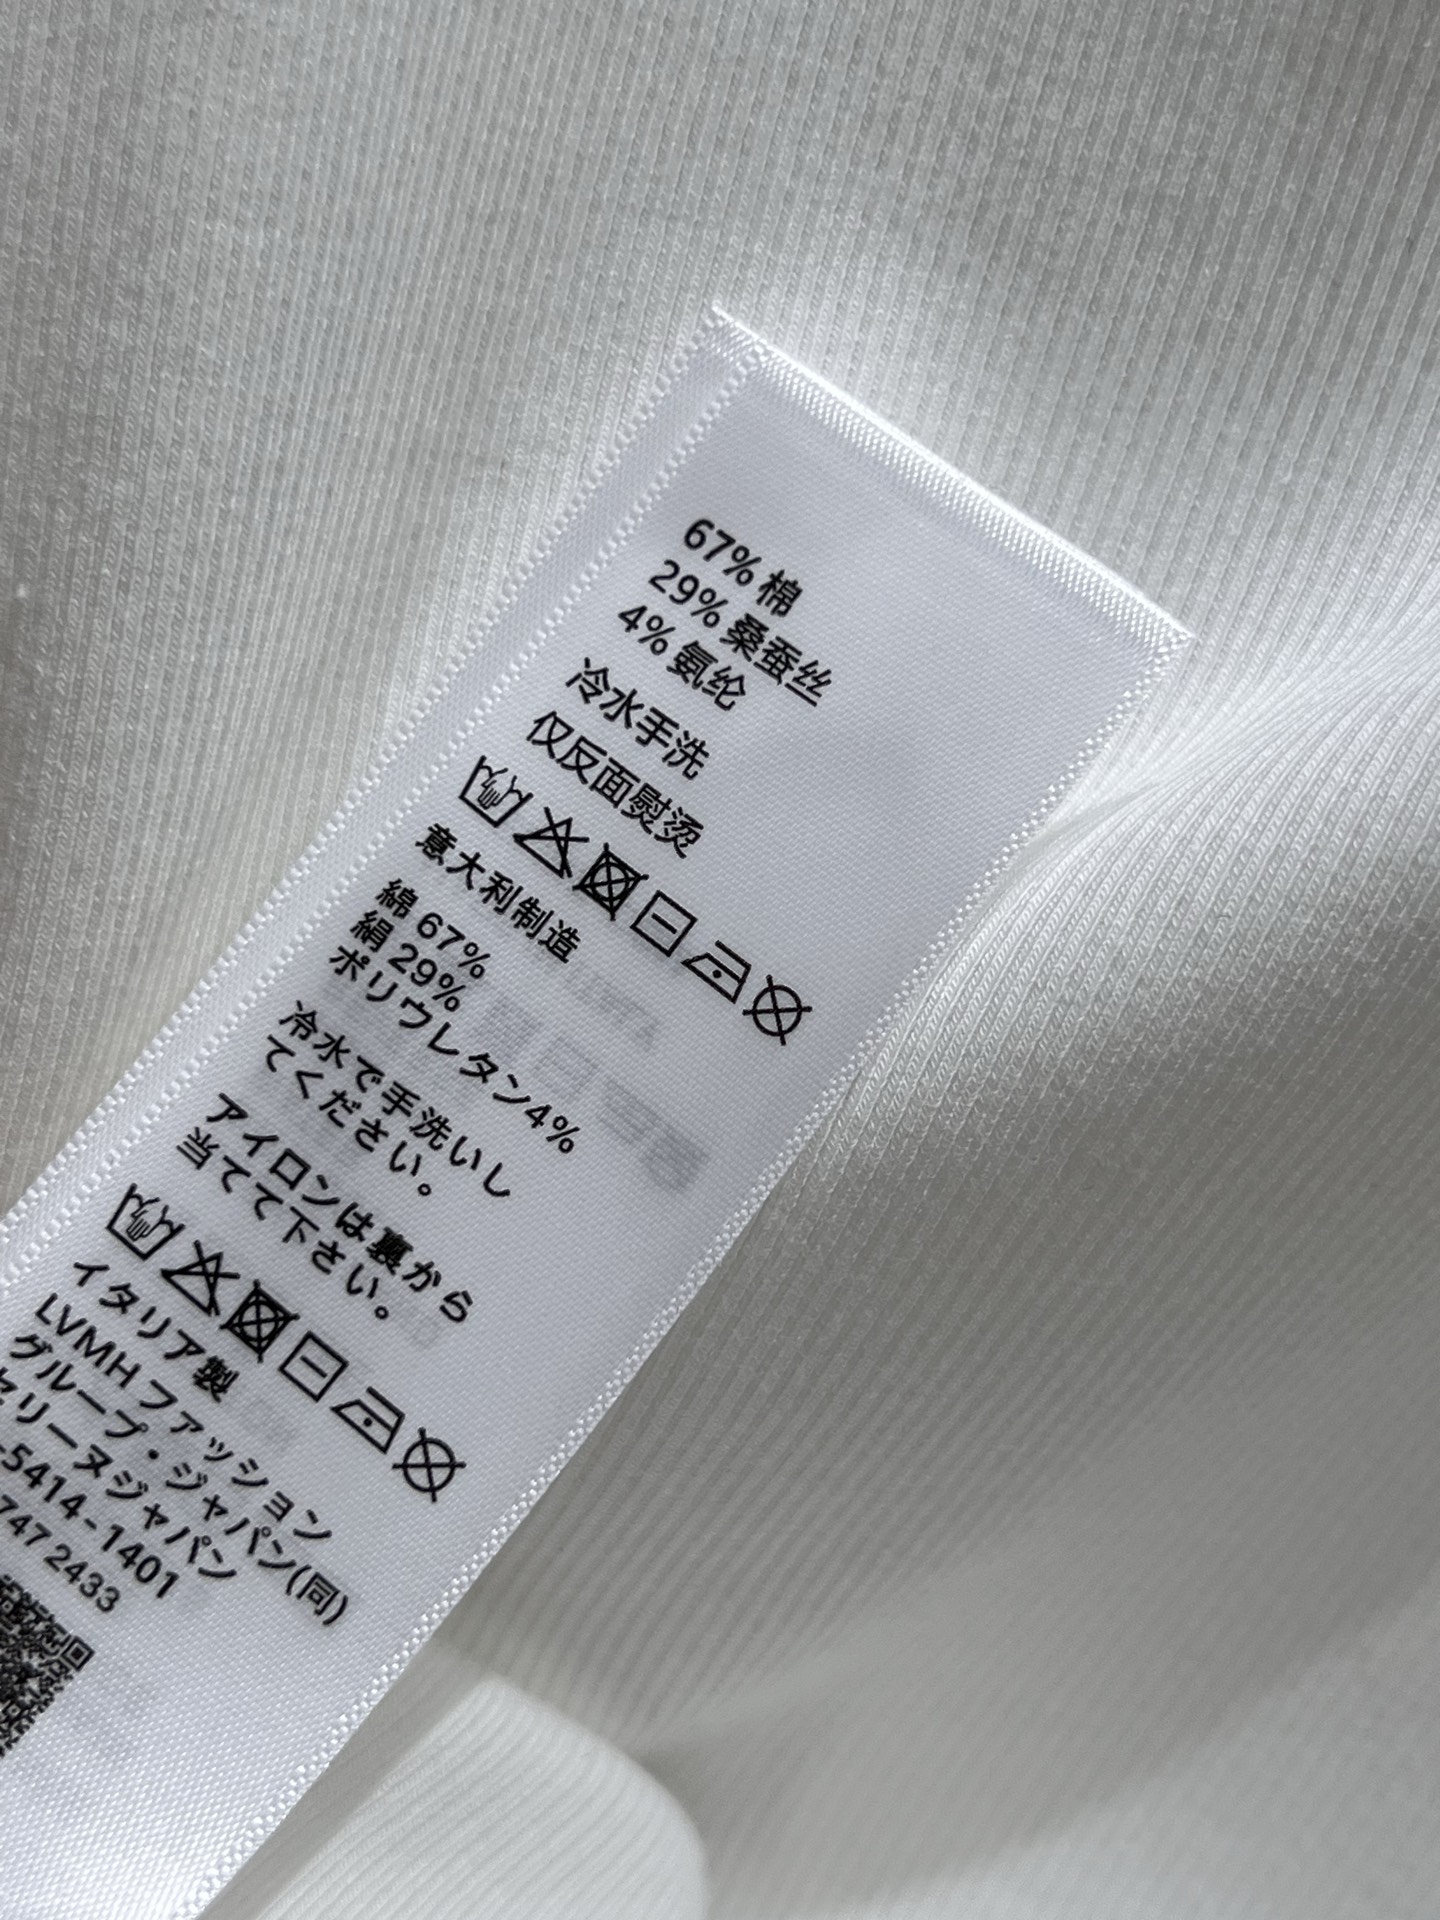 67% 棉
29% 桑蚕丝
4% 氨纶
冷水手洗
仅反面熨烫
意大利制造
綿 67%
絹 29%
ポリウレタン4%
冷水で手洗いし
てください。
アイロンは裏から
当てて下さい。
イタリア製
LVMH ファッション
グループ・ジャパン(同)
セリーヌジャパン
-5414-1401
747 2433